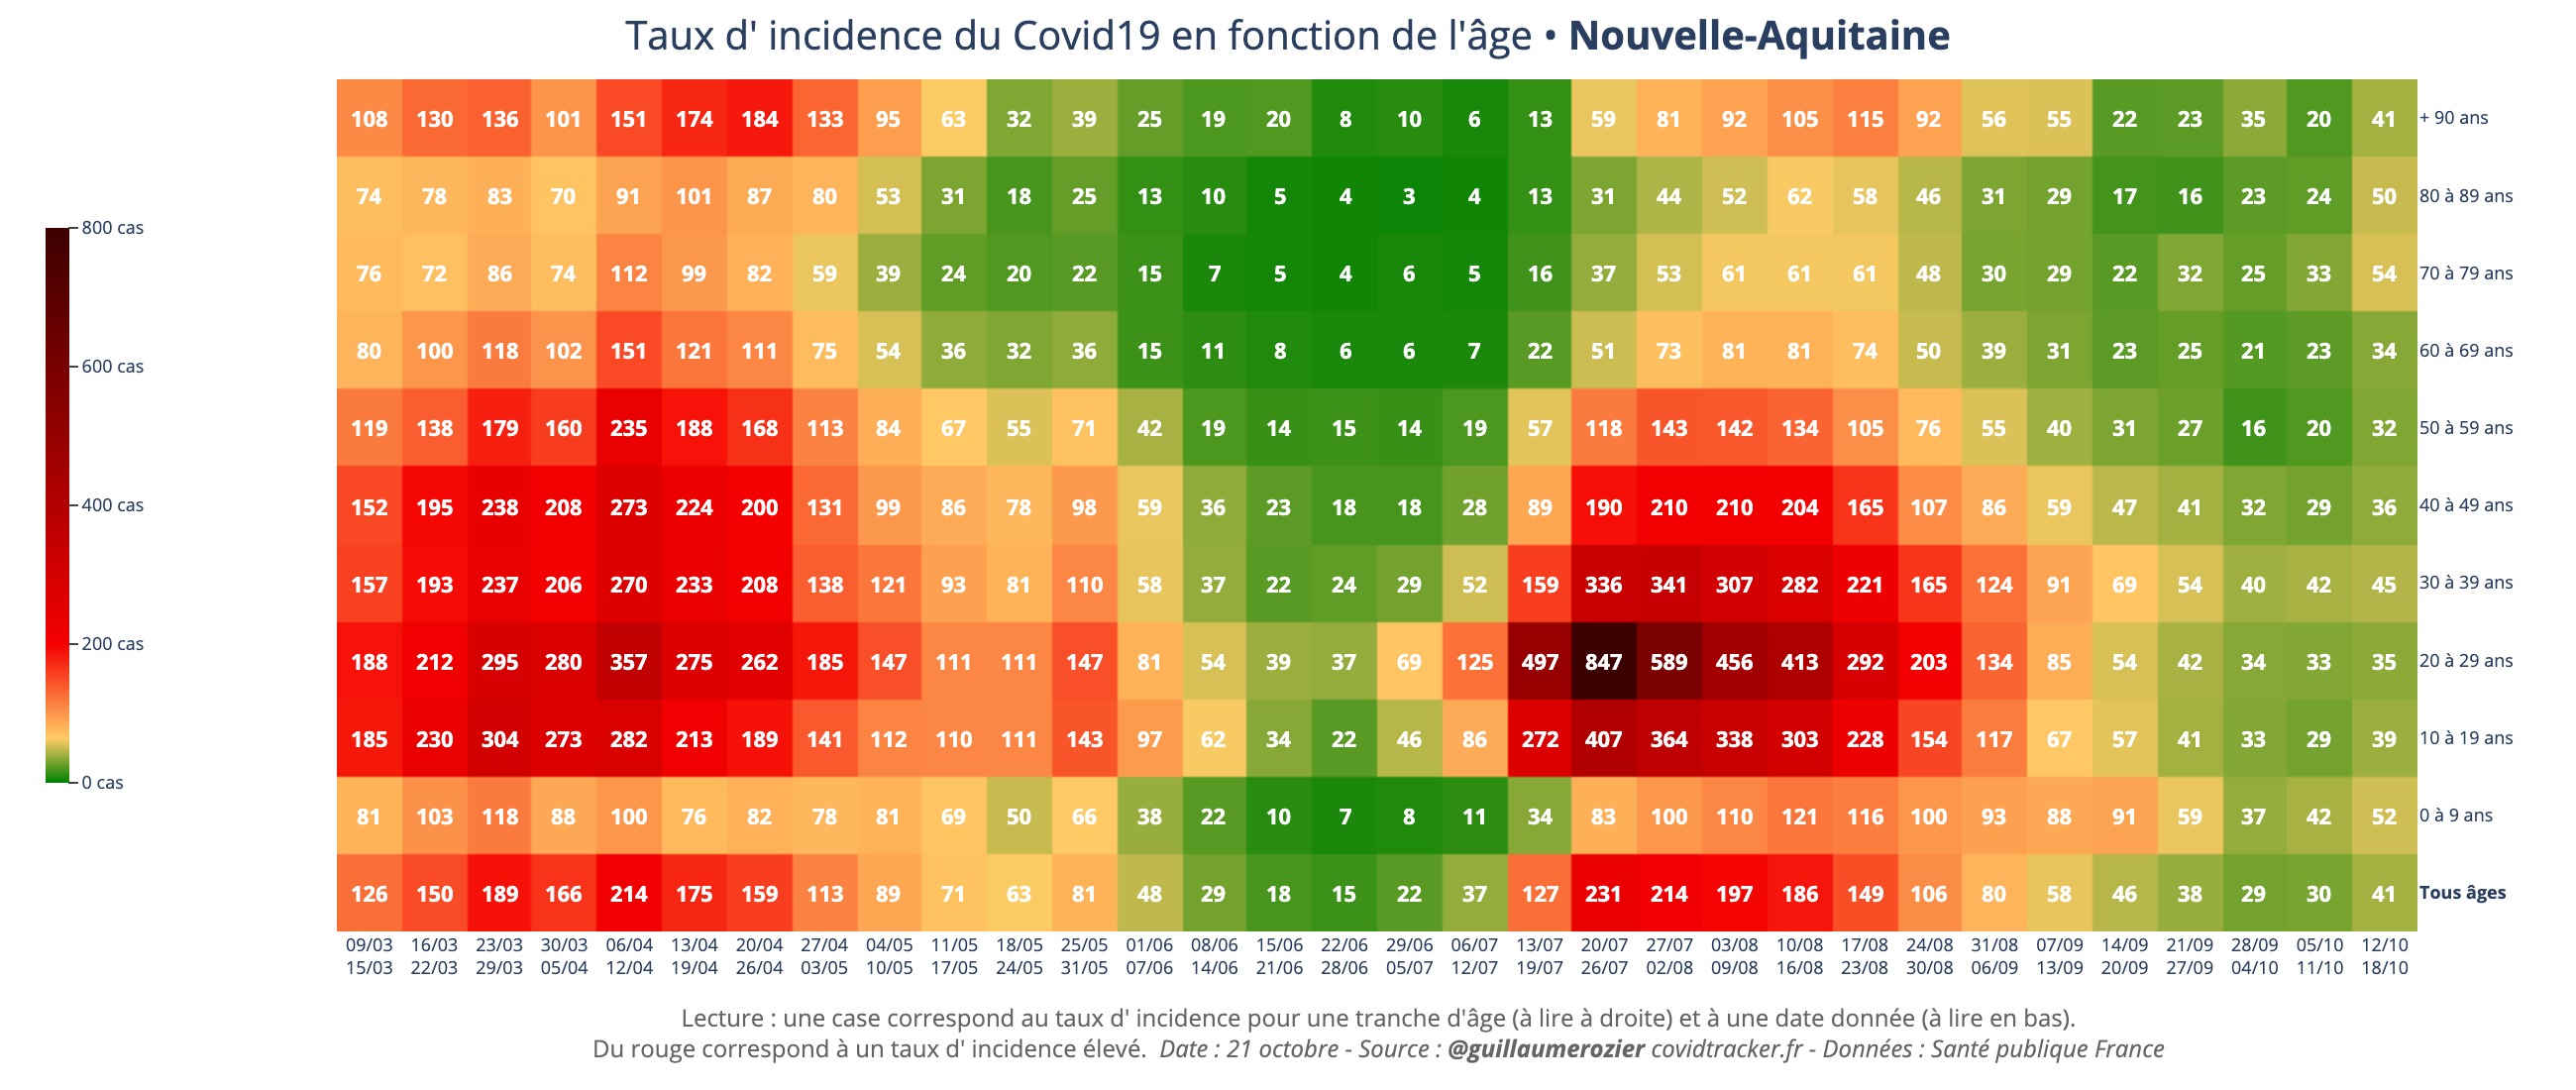 Taux d' incidence du Covid19 en fonction de l'âge • Nouvelle-Aquitaine
800 cas
600 cas
400 cas
200 cas
0 cas
108 130 136 101 151 174 184 133 95 63 32 39 25 19 20 8 10 6 13 59 81 92 105 115 92 56 55 22 23 35 20 41 + 90 ans
74 78 83 70 91 101 87 80 53 31 18 25 13 10 5 4 3 4 13 31 44 52 62 58 46 31 29 17 16 23 24 50 80 à 89 ans
76 72 86 74 112 99 82 59 39 24 20 22 15 7 5 4 6 5 16 37 53 61 61 61 48 30 29 22 32 25 33 54 70 à 79 ans
80 100 118 102 151 121 111 75 54 36 32 36 15 11 8 6 6 7 22 51 73 81 81 74 50 39 31 23 25 21 23 34 60 à 69 ans
119 138 179 160 235 188 168 113 84 67 55 71 42 19 14 15 14 19 57 118 143 142 134 105 76 55 40 31 27 16 20 32 50 à 59 ans
152 195 238 208 273 224 200 131 99 86 78 98 59 36 23 18 18 28 89 190 210 210 204 165 107 86 59 47 41 32 29 36 40 à 49 ans
157 193 237 206 270 233 208 138 121 93 81 110 58 37 22 24 29 52 159 336 341 307 282 221 165 124 91 69 54 40 42 45 30 à 39 ans
188 212 295 280 357 275 262 185 147 111 111 147 81 54 39 37 69 125 497 847 589 456 413 292 203 134 85 54 42 34 33 35 20 à 29 ans
185 230 304 273 282 213 189 141 112 110 111 143 97 62 34 22 46 86 272 407 364 338 303 228 154 117 67 57 41 33 29 39 10 à 19 ans
81 103 118 88 100 76 82 78 81 69 50 66 38 22 10 7 8 11 34 83 100 110 121 116 100 93 88 91 59 37 42 52 0 à 9 ans
126 150 189 166 214 175 159 113 89 71 63 81 48 29 18 15 22 37 127 231 214 197 186 149 106 80 58 46 38 29 30 41 Tous âges
09/03 16/03 23/03 30/03 06/04 13/04 20/04 27/04 04/05 11/05 18/05 25/05 01/06 08/06 15/06 22/06 29/06 06/07 13/07 20/07 27/07 03/08 10/08 17/08 24/08 31/08 07/09 14/09 21/09 28/09 05/10 12/10
15/03 22/03 29/03 05/04 12/04 19/04 26/04 03/05 10/05 17/05 24/05 31/05 07/06 14/06 21/06 28/06 05/07 12/07 19/07 26/07 02/08 09/08 16/08 23/08 30/08 06/09 13/09 20/09 27/09 04/10 11/10 18/10
Lecture : une case correspond au taux d' incidence pour une tranche d'âge (à lire à droite) et à une date donnée (à lire en bas).
Du rouge correspond à un taux d' incidence élevé. Date : 21 octobre - Source : @guillaumerozier covidtracker.fr - Données : Santé publique France